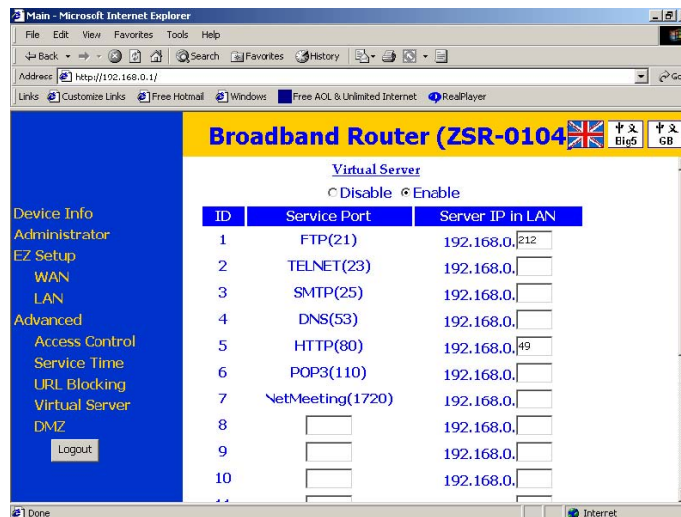 Main - Microsoft Internet Explorer
File Edit View Favorites Tools Help
Back Search Favorites History
Address http://192.168.0.1/ Go
Links Customize Links Free Hotmail Windows Free AOL & Unlimited Internet RealPlayer
Broadband Router (ZSR-0104
Big5
GB
Virtual Server
Disable Enable
Device Info
Administrator
EZ Setup
WAN
LAN
Advanced
Access Control
Service Time
URL Blocking
Virtual Server
DMZ
Logout
ID Service Port Server IP in LAN
1 FTP(21) 192.168.0.212
2 TELNET(23) 192.168.0.
3 SMTP(25) 192.168.0.
4 DNS(53) 192.168.0.
5 HTTP(80) 192.168.0.49
6 POP3(110) 192.168.0.
7 NetMeeting(1720) 192.168.0.
8 192.168.0.
9 192.168.0.
10 192.168.0.
Done Internet